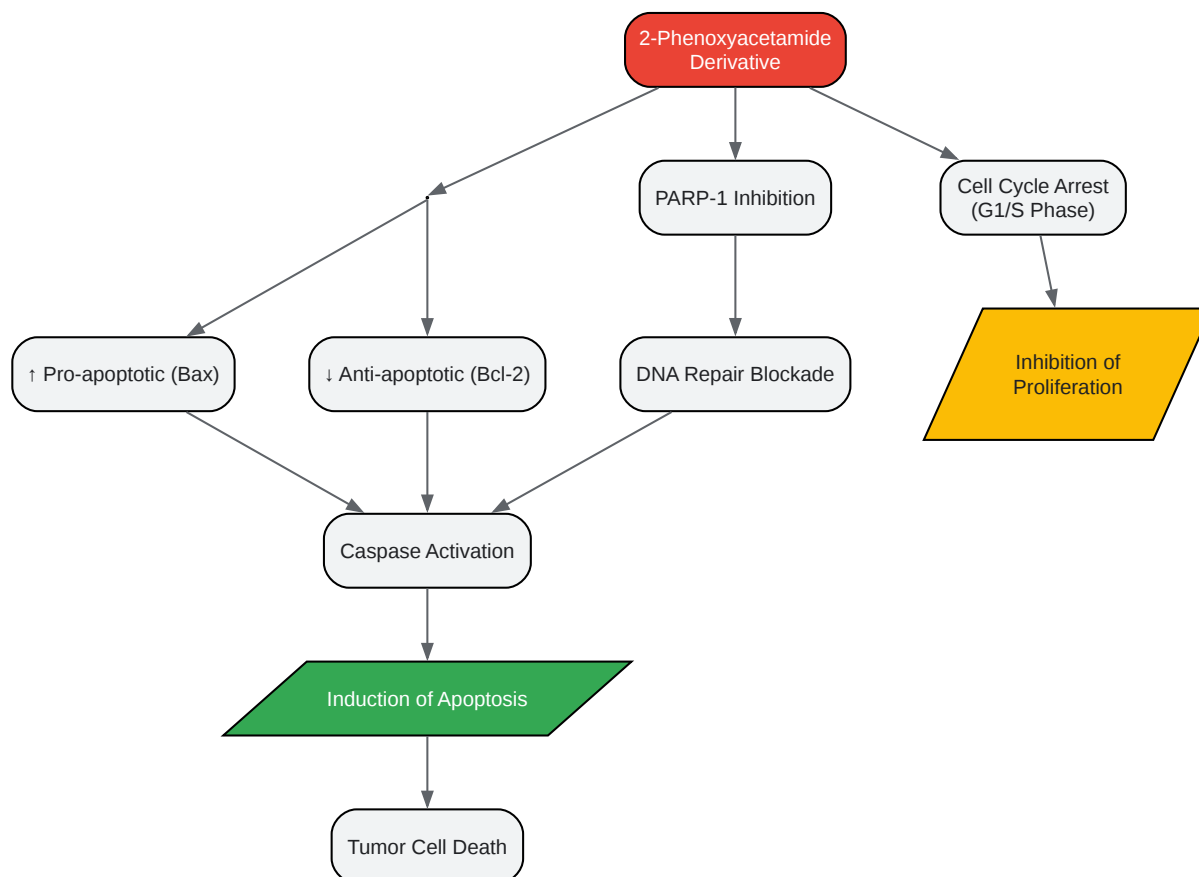 2-Phenoxyacetamide
Derivative
PARP-1 Inhibition
Cell Cycle Arrest
(G1/S Phase)
↑ Pro-apoptotic (Bax)
↓ Anti-apoptotic (Bcl-2)
DNA Repair Blockade
Inhibition of
Proliferation
Caspase Activation
Induction of Apoptosis
Tumor Cell Death